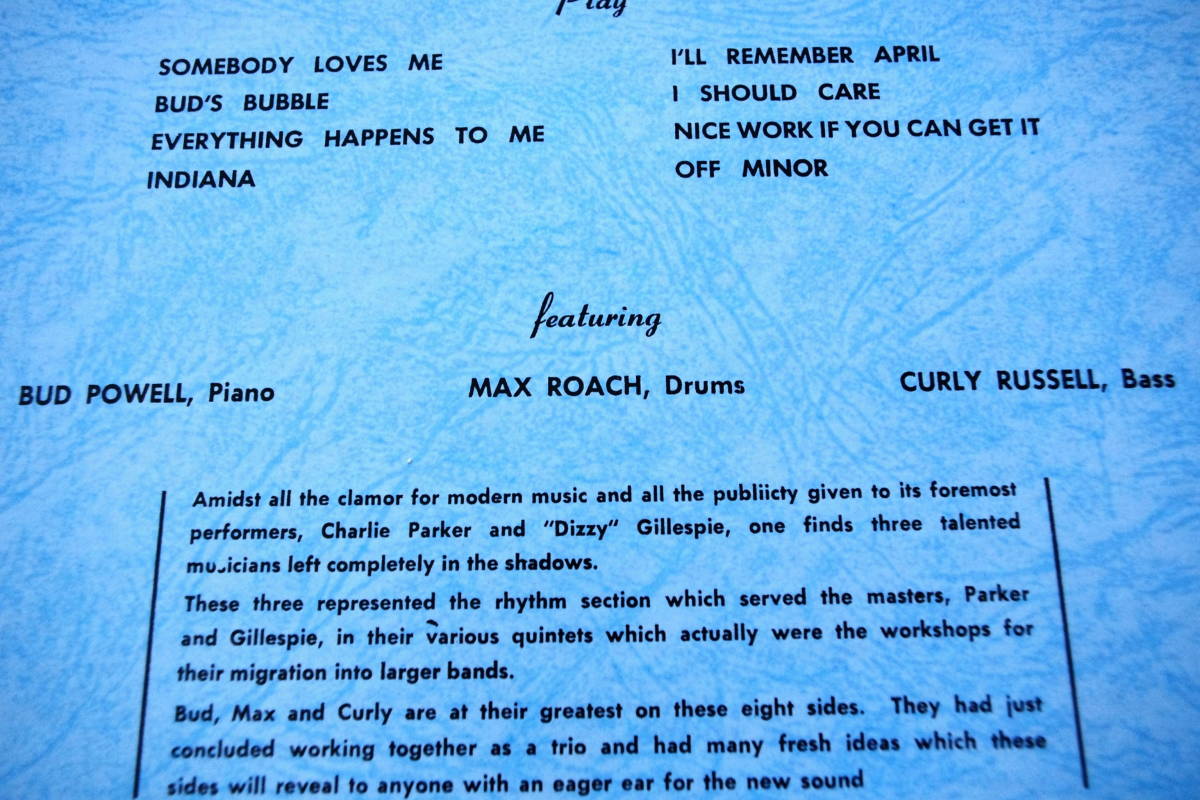 Play
SOMEBODY LOVES ME
BUD'S BUBBLE
EVERYTHING HAPPENS TO ME
INDIANA
I'LL REMEMBER APRIL
I SHOULD CARE
NICE WORK IF YOU CAN GET IT
OFF MINOR
featuring
BUD POWELL, Piano
MAX ROACH, Drums
CURLY RUSSELL, Bass
Amidst all the clamor for modern music and all the publiicty given to its foremost
performers, Charlie Parker and "Dizzy" Gillespie, one finds three talented
musicians left completely in the shadows.
These three represented the rhythm section which served the masters, Parker
and Gillespie, in their various quintets which actually were the workshops for
their migration into larger bands.
Bud, Max and Curly are at their greatest on these eight sides. They had just
concluded working together as a trio and had many fresh ideas which these
sides will reveal to anyone with an eager ear for the new sound